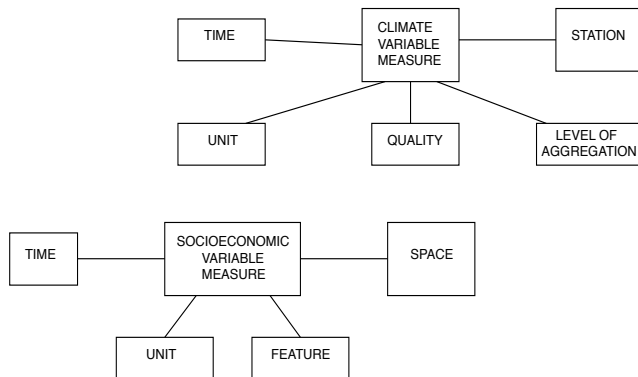 TIME
CLIMATE
VARIABLE
MEASURE
STATION
UNIT
QUALITY
LEVEL OF
AGGREGATION
TIME
SOCIOECONOMIC
VARIABLE
MEASURE
SPACE
UNIT
FEATURE